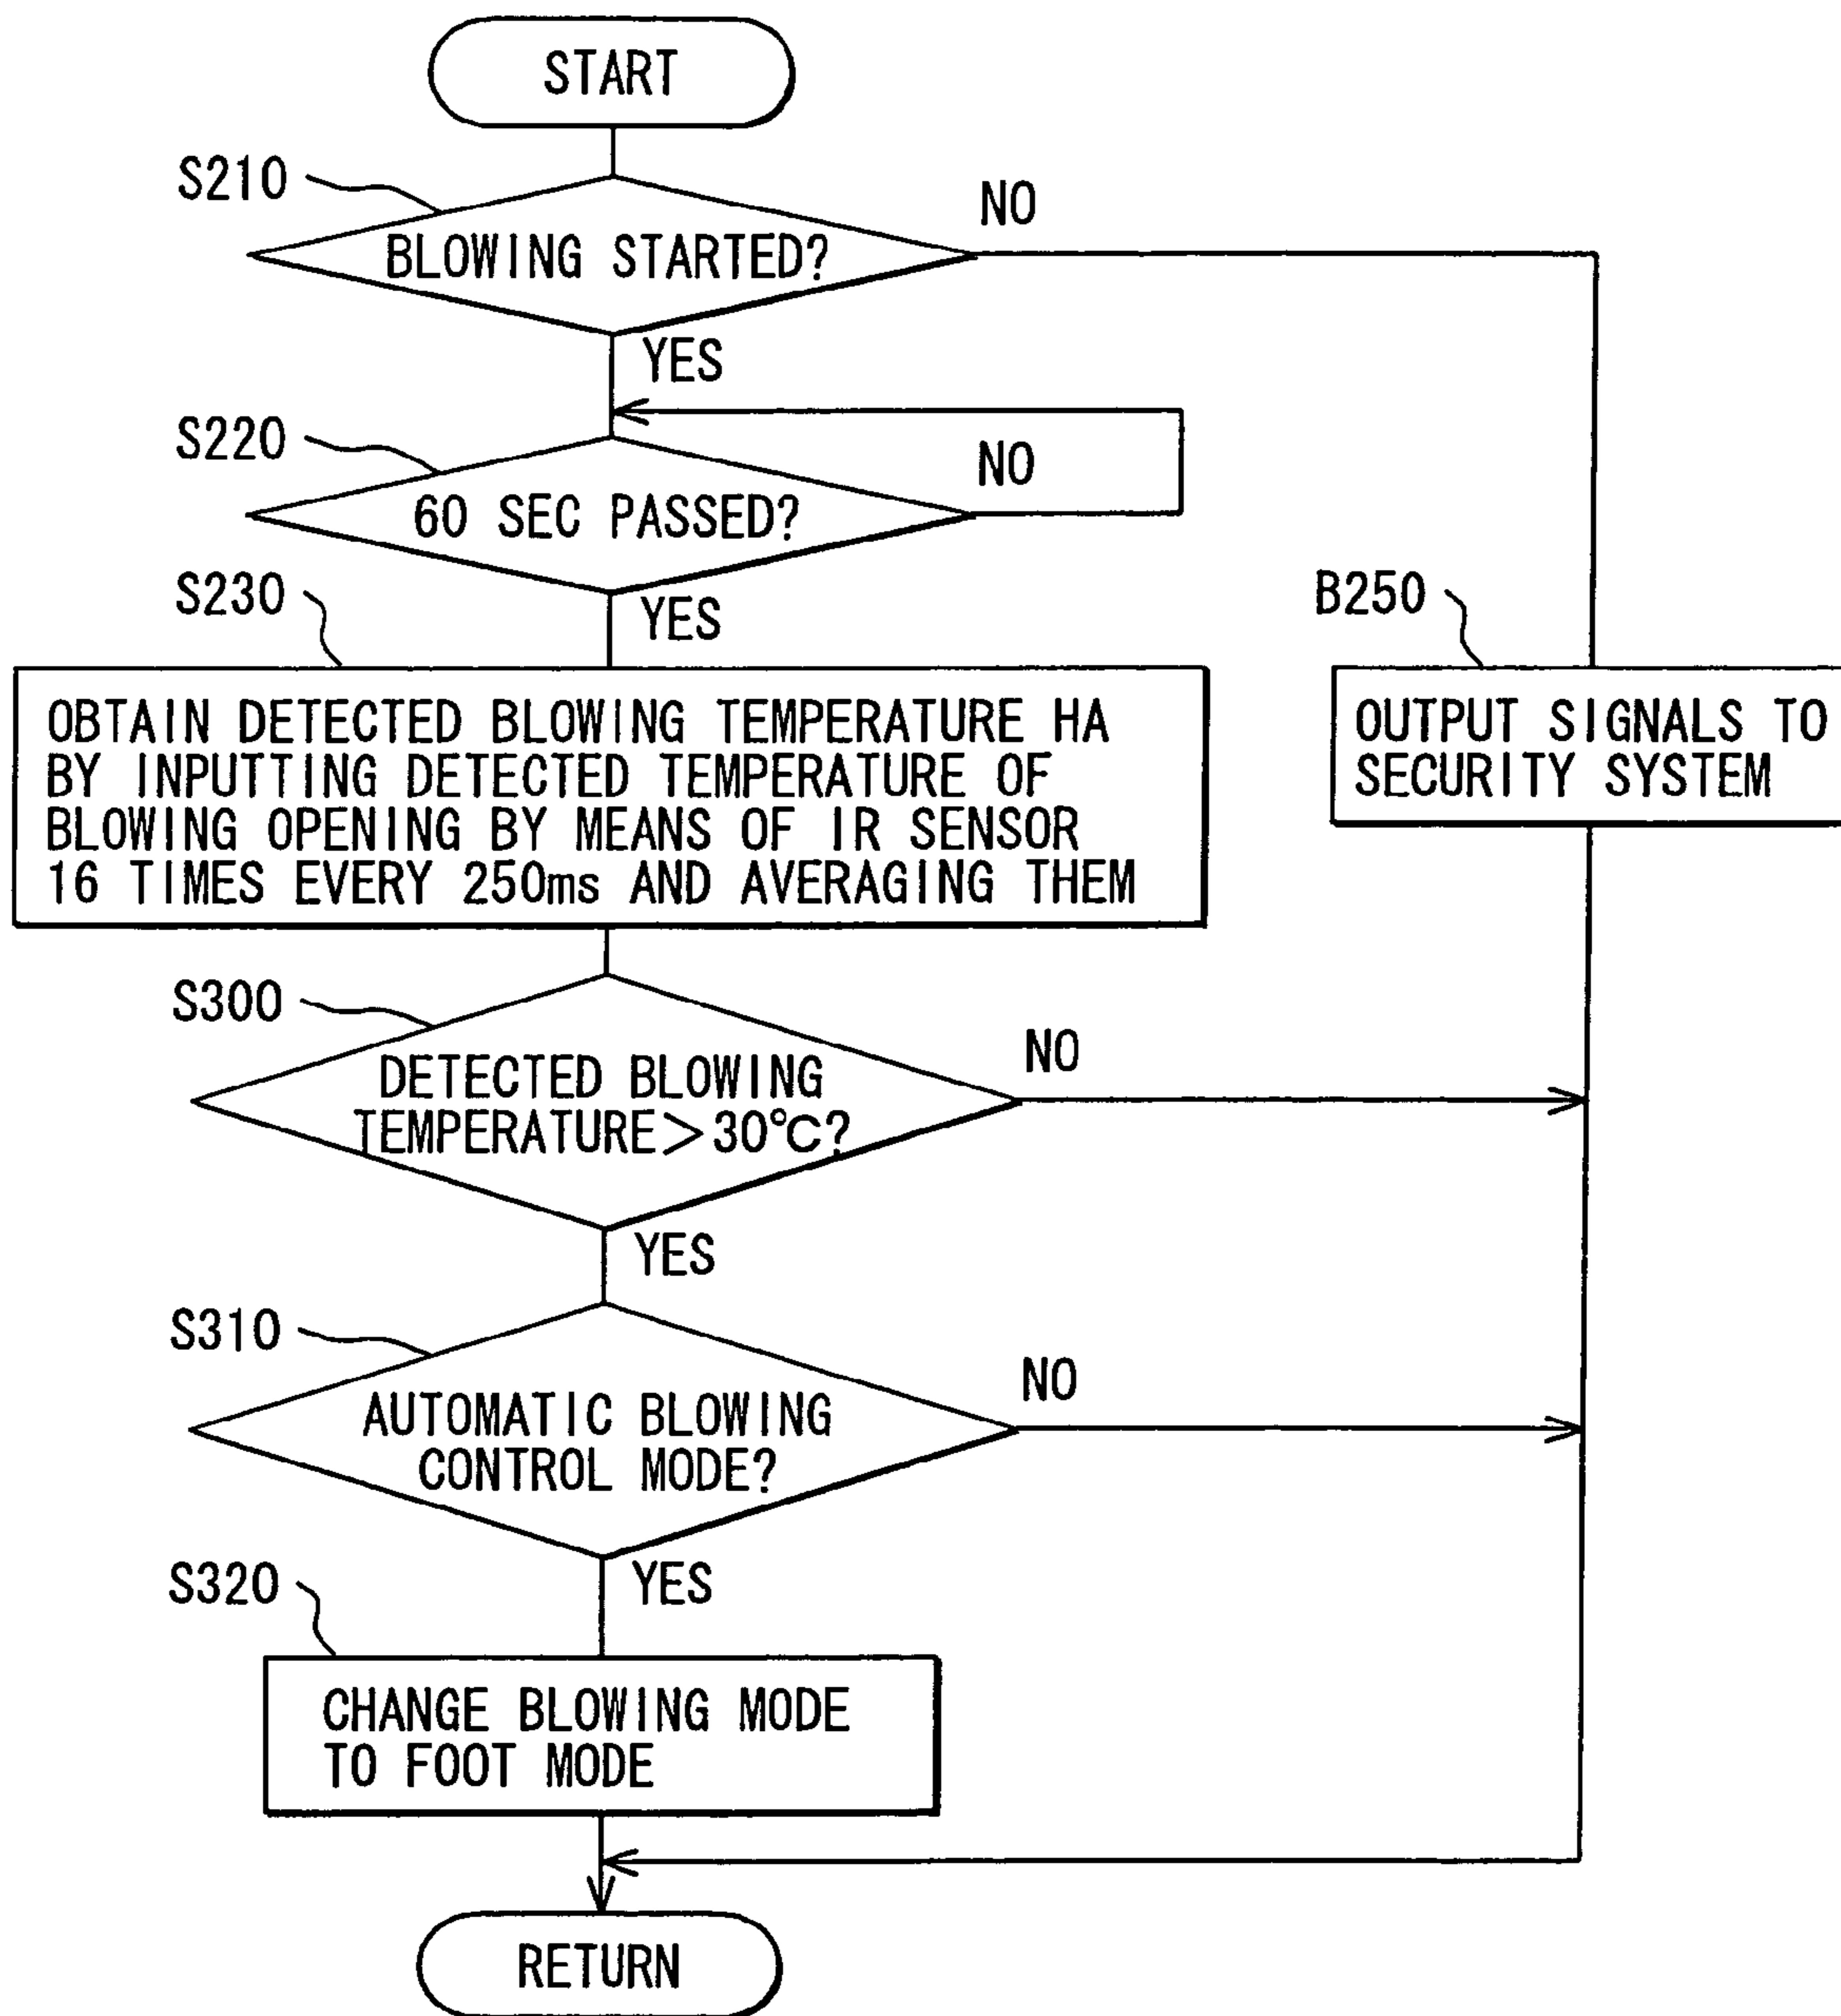 START
S210
BLOWING STARTED?
NO
YES
S220
60 SEC PASSED?
NO
YES
S230
OBTAIN DETECTED BLOWING TEMPERATURE HA
BY INPUTTING DETECTED TEMPERATURE OF
BLOWING OPENING BY MEANS OF IR SENSOR
16 TIMES EVERY 250ms AND AVERAGING THEM
B250
OUTPUT SIGNALS TO
SECURITY SYSTEM
S300
DETECTED BLOWING
TEMPERATURE>30℃?
NO
YES
S310
AUTOMATIC BLOWING
CONTROL MODE?
NO
YES
S320
CHANGE BLOWING MODE
TO FOOT MODE
RETURN